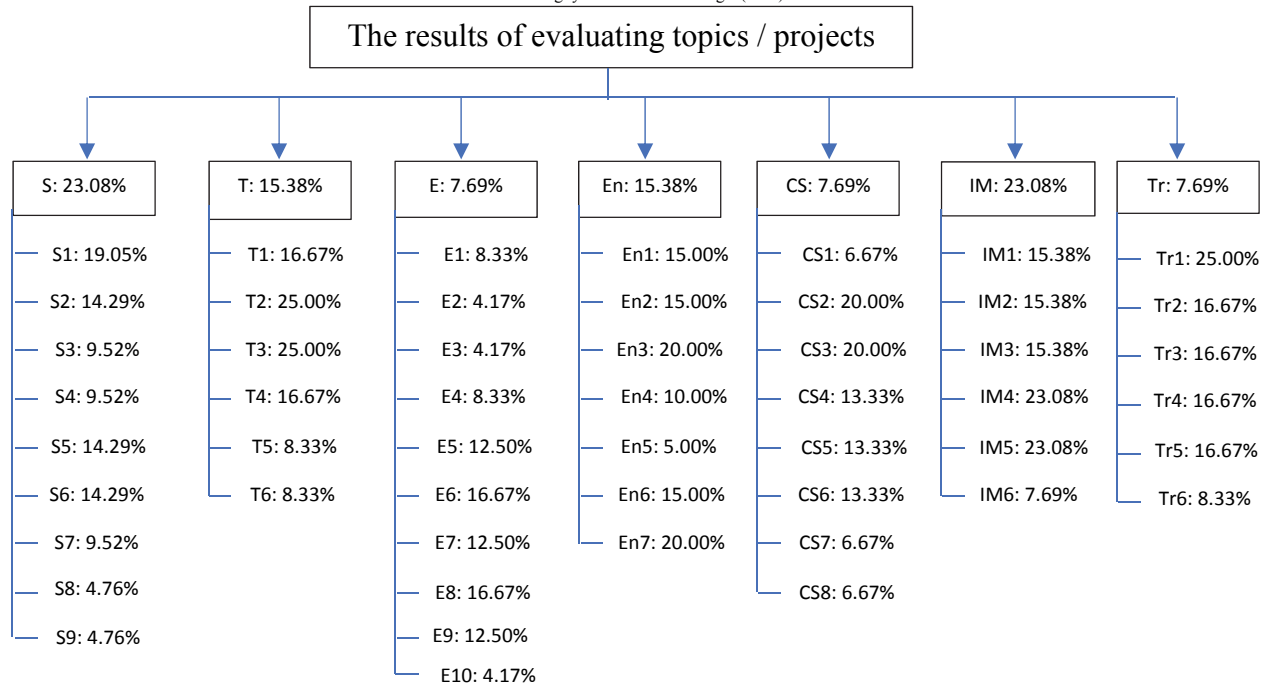 The results of evaluating topics / projects
S: 23.08%
T: 15.38%
E: 7.69%
En: 15.38%
CS: 7.69%
IM: 23.08%
Tr: 7.69%
S1: 19.05%
S2: 14.29%
S3: 9.52%
S4: 9.52%
S5: 14.29%
S6: 14.29%
S7: 9.52%
S8: 4.76%
S9: 4.76%
T1: 16.67%
T2: 25.00%
T3: 25.00%
T4: 16.67%
T5: 8.33%
T6: 8.33%
E1: 8.33%
E2: 4.17%
E3: 4.17%
E4: 8.33%
E5: 12.50%
E6: 16.67%
E7: 12.50%
E8: 16.67%
E9: 12.50%
E10: 4.17%
En1: 15.00%
En2: 15.00%
En3: 20.00%
En4: 10.00%
En5: 5.00%
En6: 15.00%
En7: 20.00%
CS1: 6.67%
CS2: 20.00%
CS3: 20.00%
CS4: 13.33%
CS5: 13.33%
CS6: 13.33%
CS7: 6.67%
CS8: 6.67%
IM1: 15.38%
IM2: 15.38%
IM3: 15.38%
IM4: 23.08%
IM5: 23.08%
IM6: 7.69%
Tr1: 25.00%
Tr2: 16.67%
Tr3: 16.67%
Tr4: 16.67%
Tr5: 16.67%
Tr6: 8.33%